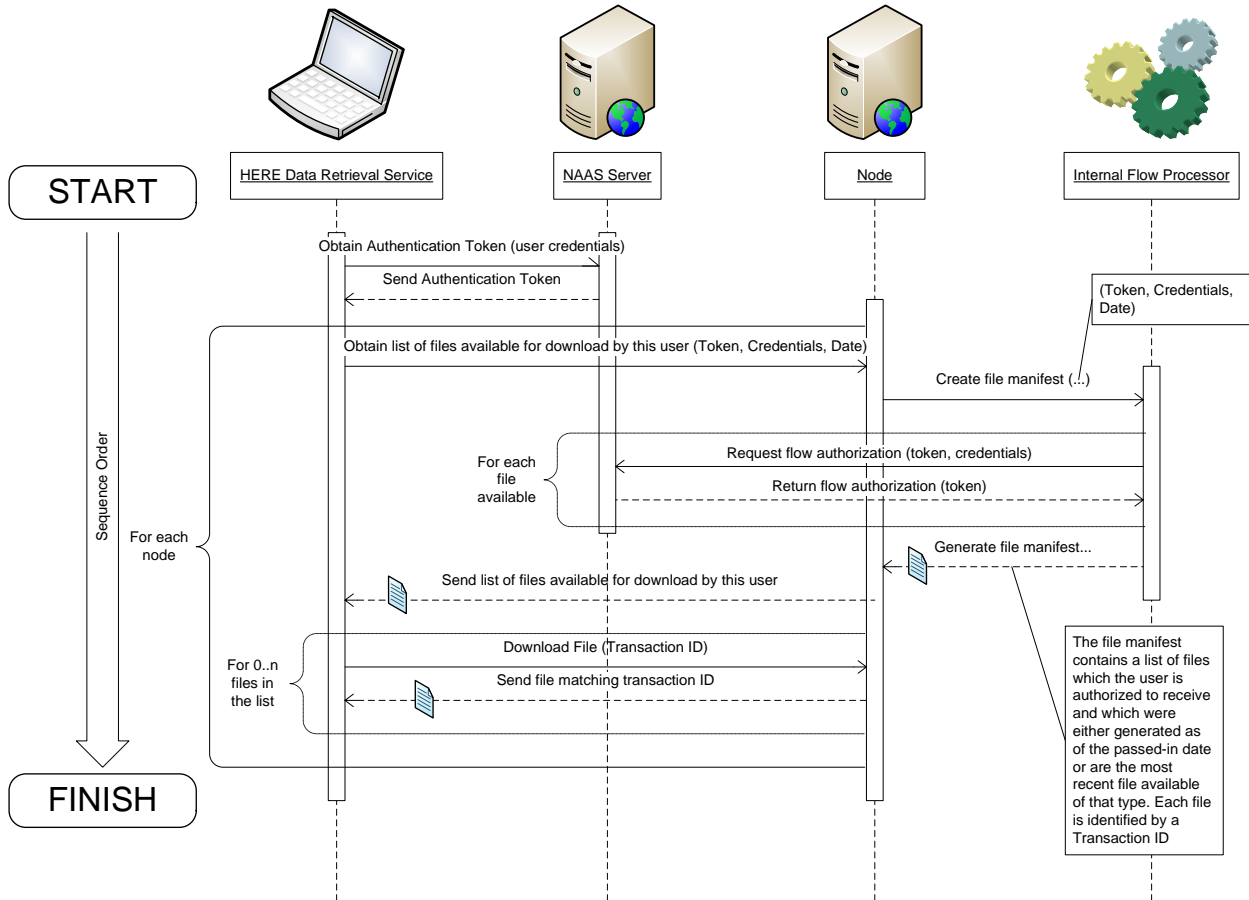 START
HERE Data Retrieval Service
NAAS Server
Node
Internal Flow Processor
Obtain Authentication Token (user credentials)
Send Authentication Token
(Token, Credentials,
Date)
Obtain list of files available for download by this user (Token, Credentials, Date)
Create file manifest (...)
Request flow authorization (token, credentials)
For each
file
available
Return flow authorization (token)
Sequence Order
For each
node
Generate file manifest...
Send list of files available for download by this user
Download File (Transaction ID)
For 0..n
files in
the list
Send file matching transaction ID
The file manifest
contains a list of files
which the user is
authorized to receive
and which were
either generated as
of the passed-in date
or are the most
recent file available
of that type. Each file
is identified by a
Transaction ID
FINISH